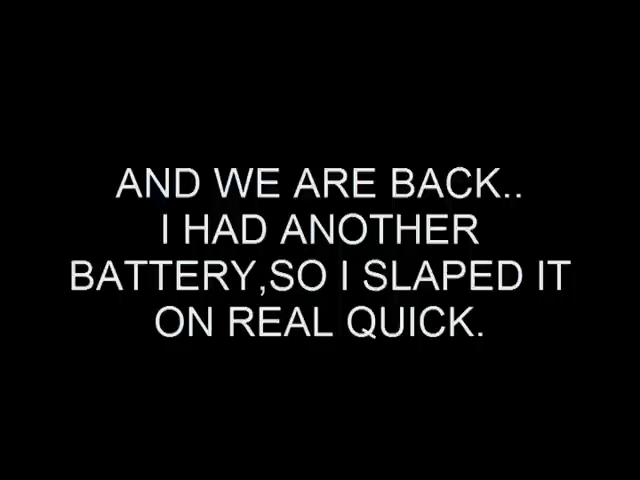 AND WE ARE BACK..
I HAD ANOTHER
BATTERY,SO I SLAPED IT
ON REAL QUICK.